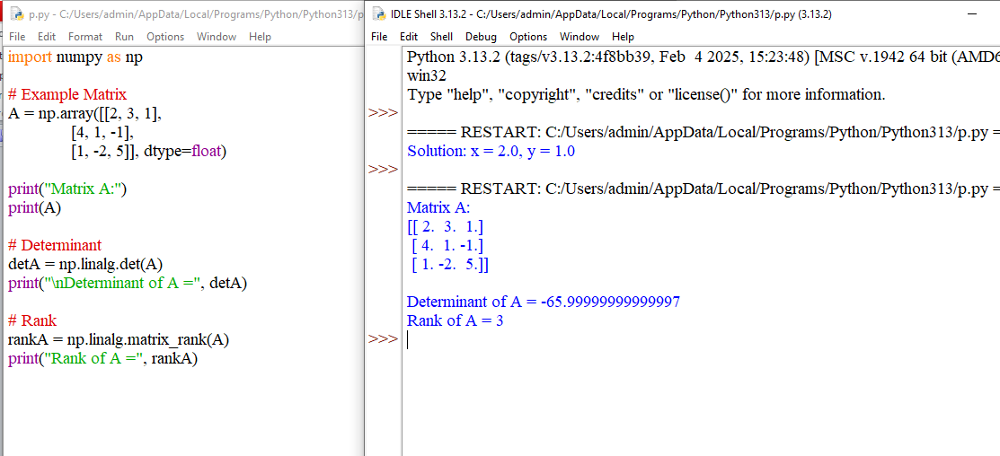 p.py - C:/Users/admin/AppData/Local/Programs/Python/Python313/p
File Edit Format Run Options Window Help
import numpy as np
# Example Matrix
A = np.array([[2, 3, 1],
[4, 1, -1],
[1, -2, 5]], dtype=float)
print("Matrix A:")
print(A)
# Determinant
detA = np.linalg.det(A)
print("\nDeterminant of A =", detA)
# Rank
rankA = np.linalg.matrix_rank(A)
print("Rank of A =", rankA)
IDLE Shell 3.13.2 - C:/Users/admin/AppData/Local/Programs/Python/Python313/p.py (3.13.2)
File Edit Shell Debug Options Window Help
Python 3.13.2 (tags/v3.13.2:4f8bb39, Feb  4 2025, 15:23:48) [MSC v.1942 64 bit (AMD6
win32
Type "help", "copyright", "credits" or "license()" for more information.
>>>
===== RESTART: C:/Users/admin/AppData/Local/Programs/Python/Python313/p.py =
Solution: x = 2.0, y = 1.0
>>>
===== RESTART: C:/Users/admin/AppData/Local/Programs/Python/Python313/p.py =
Matrix A:
[[ 2.  3.  1.]
[ 4.  1. -1.]
[ 1. -2.  5.]]
Determinant of A = -65.99999999999997
Rank of A = 3
>>>